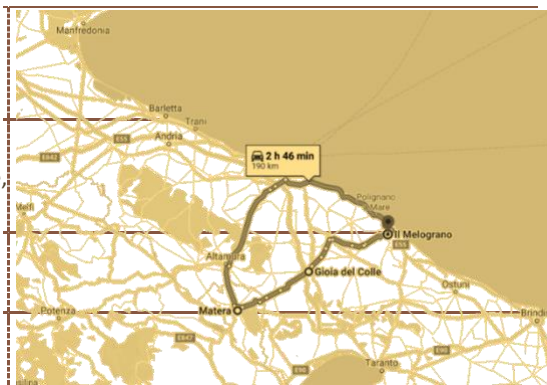 Manfredonia
Barletta
Trani
Andria
E55
E842
2 h 46 min
190 km
Polignano
a Mare
Melfi
Il Melograno
E55
Altamura
Gioia del Colle
Ostuni
Matera
Potenza
Brindi
E847
E90
E90
Taranto